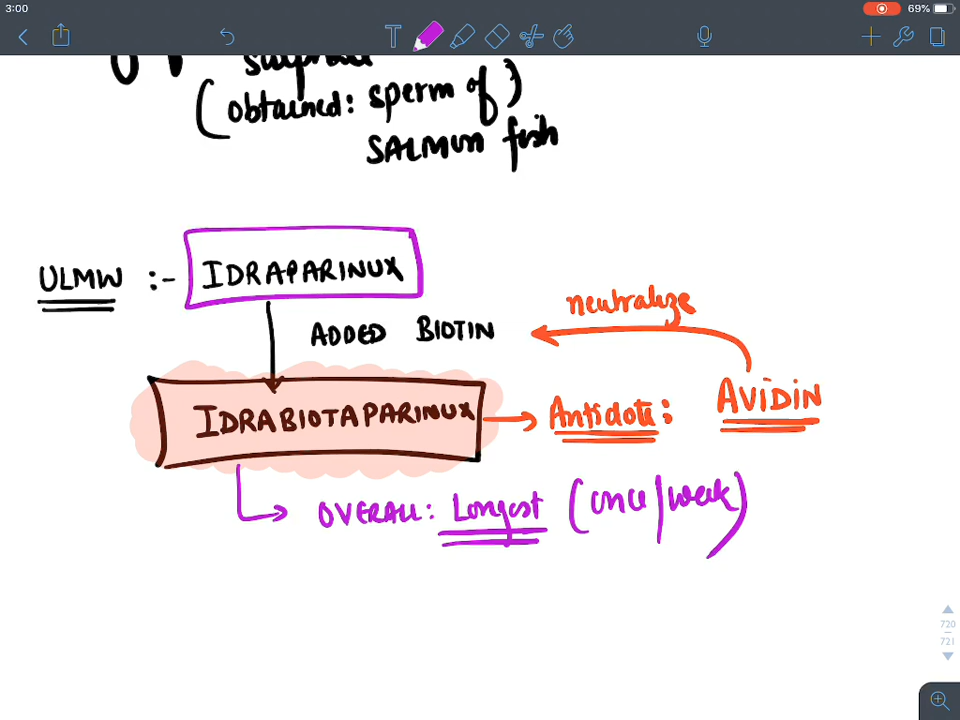 3:00
69%
T
(obtained: sperm of)
SALMON fish
ULMW :- IDRAPARINUX
neutralize
ADDED BIOTIN
IDRABIOTAPARINUX
Antidote: AVIDIN
OVERALL: Longest (once/week)
720
721